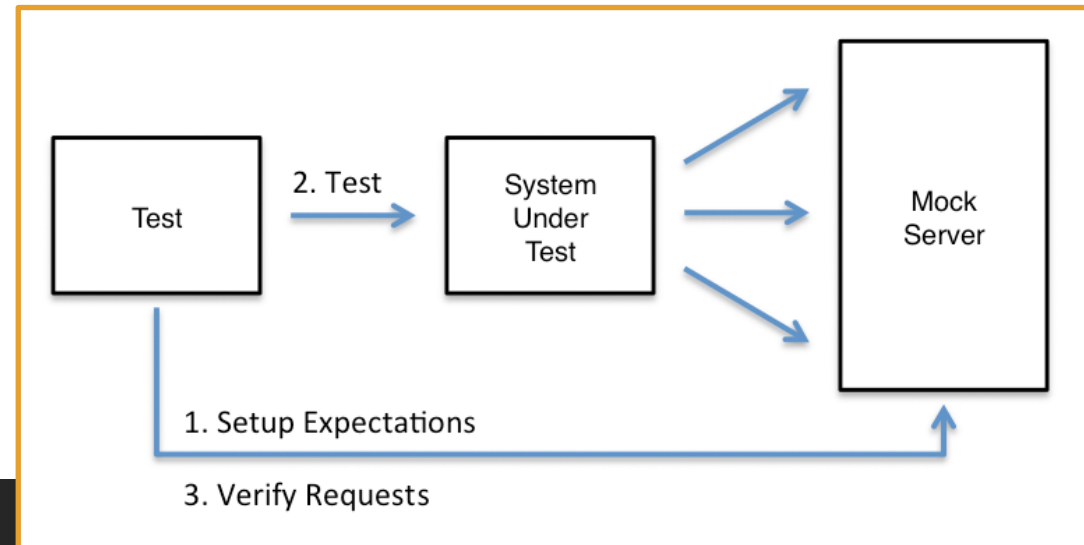 Test
2. Test
System
Under
Test
Mock
Server
1. Setup Expectations
3. Verify Requests